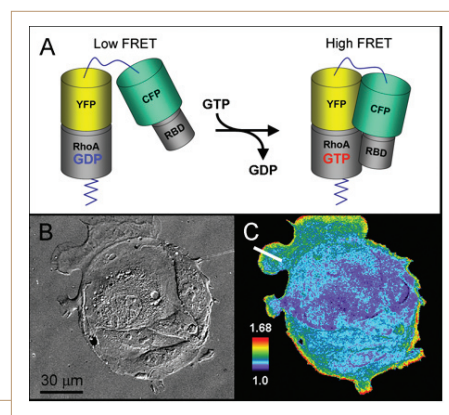 A
Low FRET
High FRET
YFP
CFP
RBD
RhoA
GDP
GTP
GDP
YFP
CFP
RhoA
GTP
RBD
B
30 µm
C
1.68
1.0